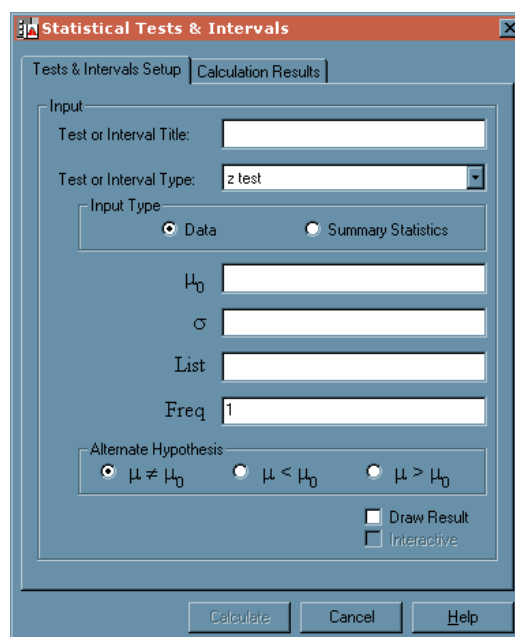 Statistical Tests & Intervals
Tests & Intervals Setup Calculation Results
Input
Test or Interval Title:
Test or Interval Type: z test
Input Type
Data Summary Statistics
μ0
σ
List
Freq 1
Alternate Hypothesis
μ ≠ μ0 μ < μ0 μ > μ0
Draw Result
Interactive
Calculate Cancel Help